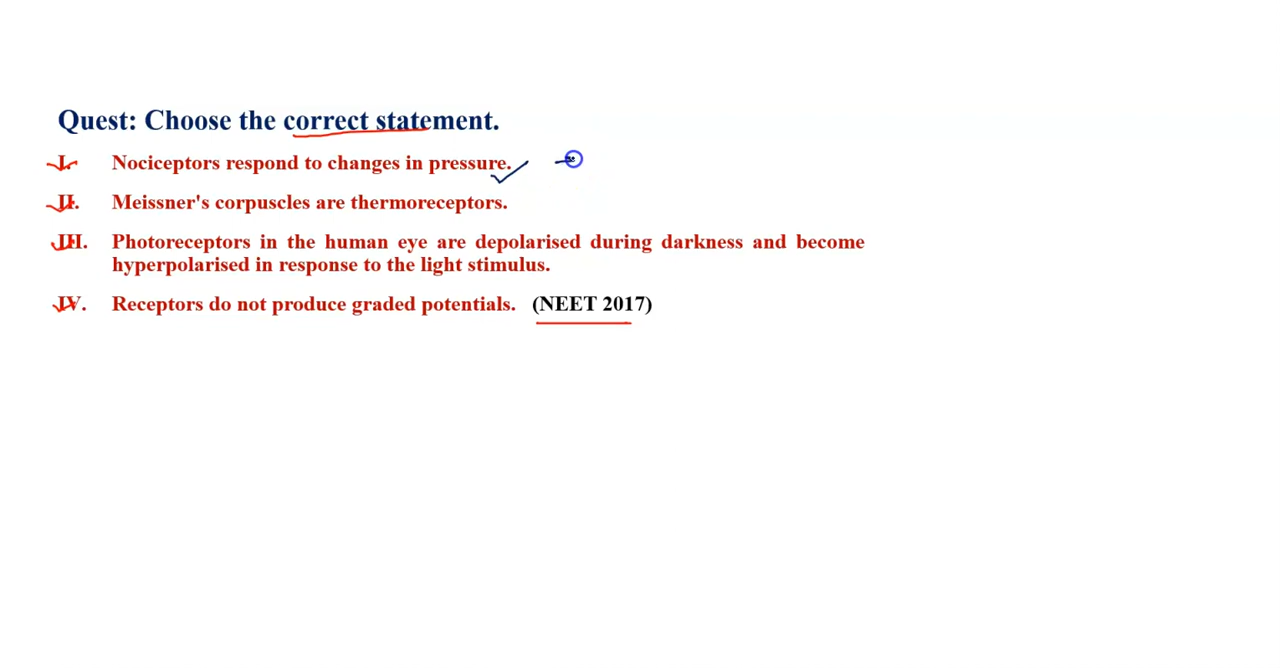 Quest: Choose the correct statement.
I. Nociceptors respond to changes in pressure.
II. Meissner's corpuscles are thermoreceptors.
III. Photoreceptors in the human eye are depolarised during darkness and become
hyperpolarised in response to the light stimulus.
IV. Receptors do not produce graded potentials. (NEET 2017)